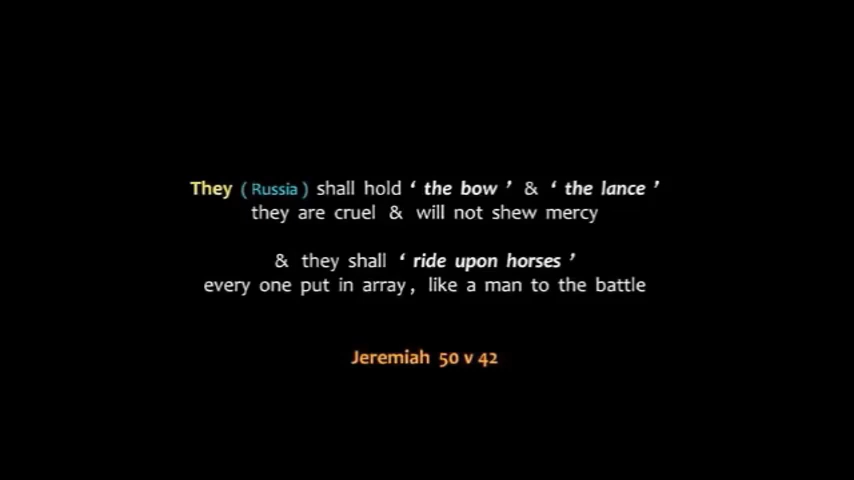 They ( Russia ) shall hold ‘ the bow ’ & ‘ the lance ’
they are cruel & will not shew mercy
& they shall ‘ ride upon horses ’
every one put in array , like a man to the battle
Jeremiah 50 v 42